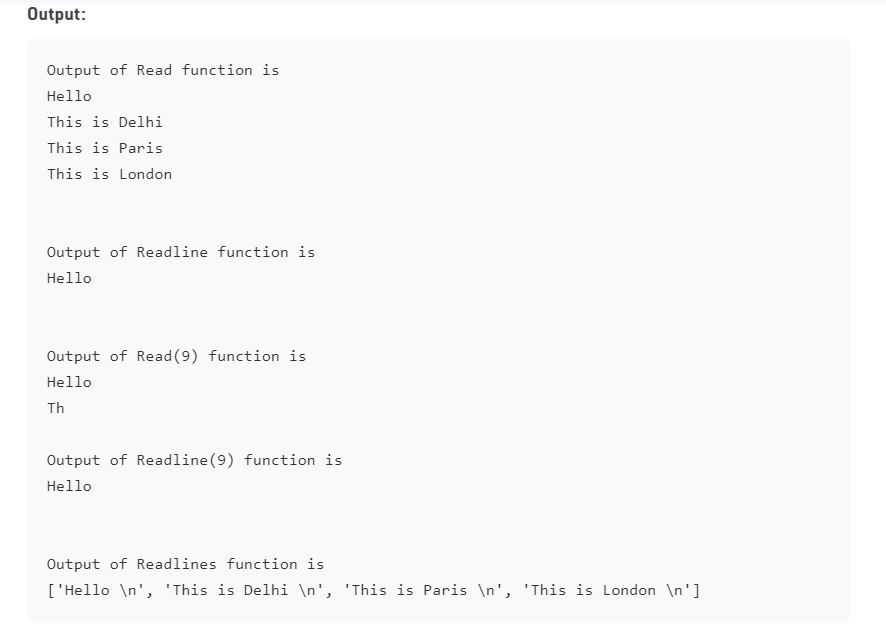 Output:
Output of Read function is
Hello
This is Delhi
This is Paris
This is London
Output of Readline function is
Hello
Output of Read(9) function is
Hello
Th
Output of Readline(9) function is
Hello
Output of Readlines function is
['Hello \n', 'This is Delhi \n', 'This is Paris \n', 'This is London \n']